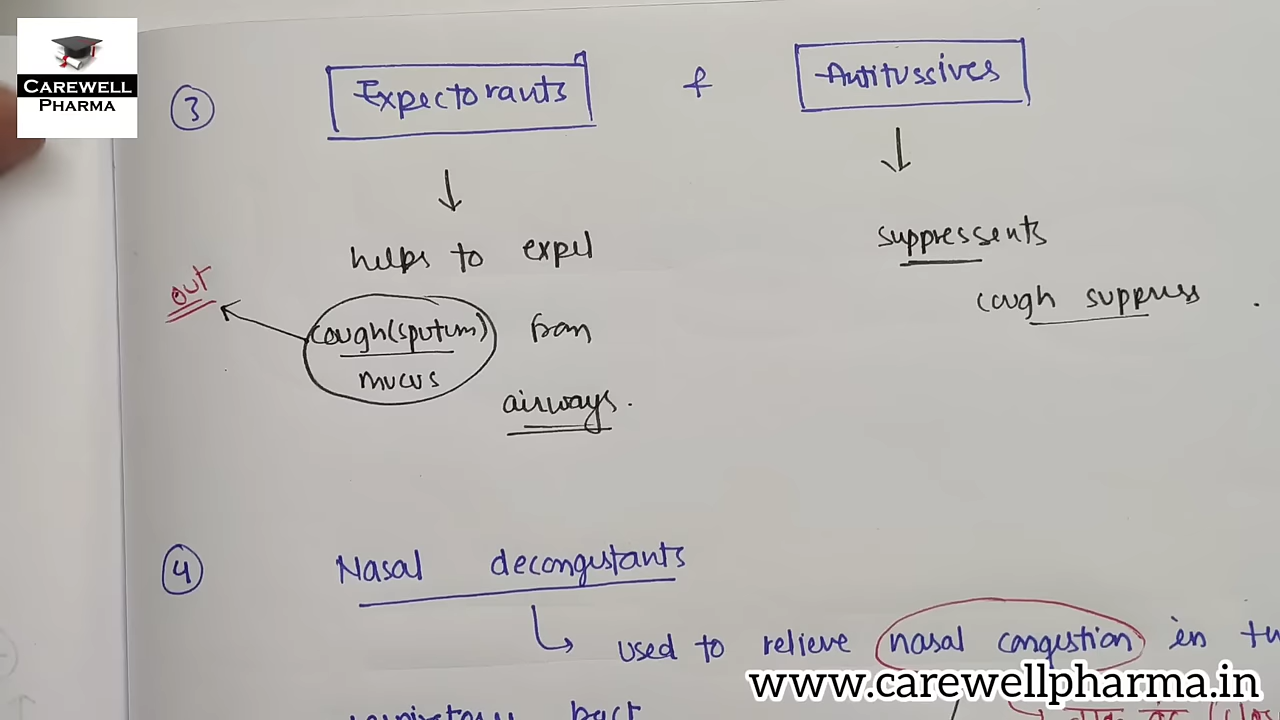 CAREWELL
PHARMA
③ Expectorants & Antitussives
helps to expel
cough(sputum) from
mucus
airways.
out
suppressents
cough suppress.
④ Nasal decongestants
used to relieve nasal congestion in
www.carewellpharma.in